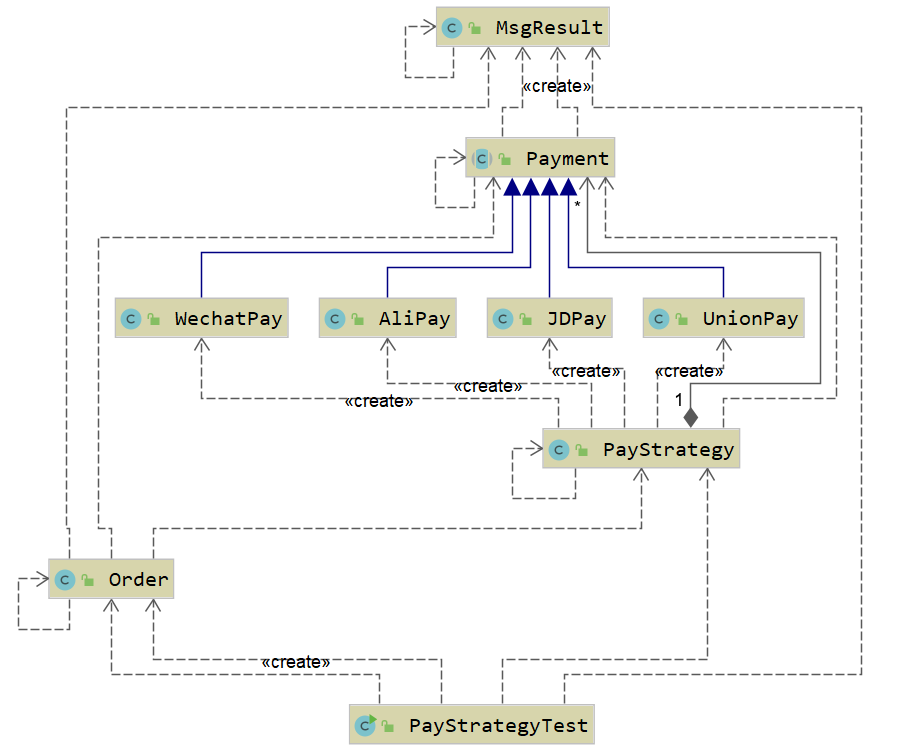 MsgResult
«create»
Payment
*
WechatPay
AliPay
JDPay
UnionPay
«create»
«create»
«create»
«create»
1
PayStrategy
Order
«create»
PayStrategyTest